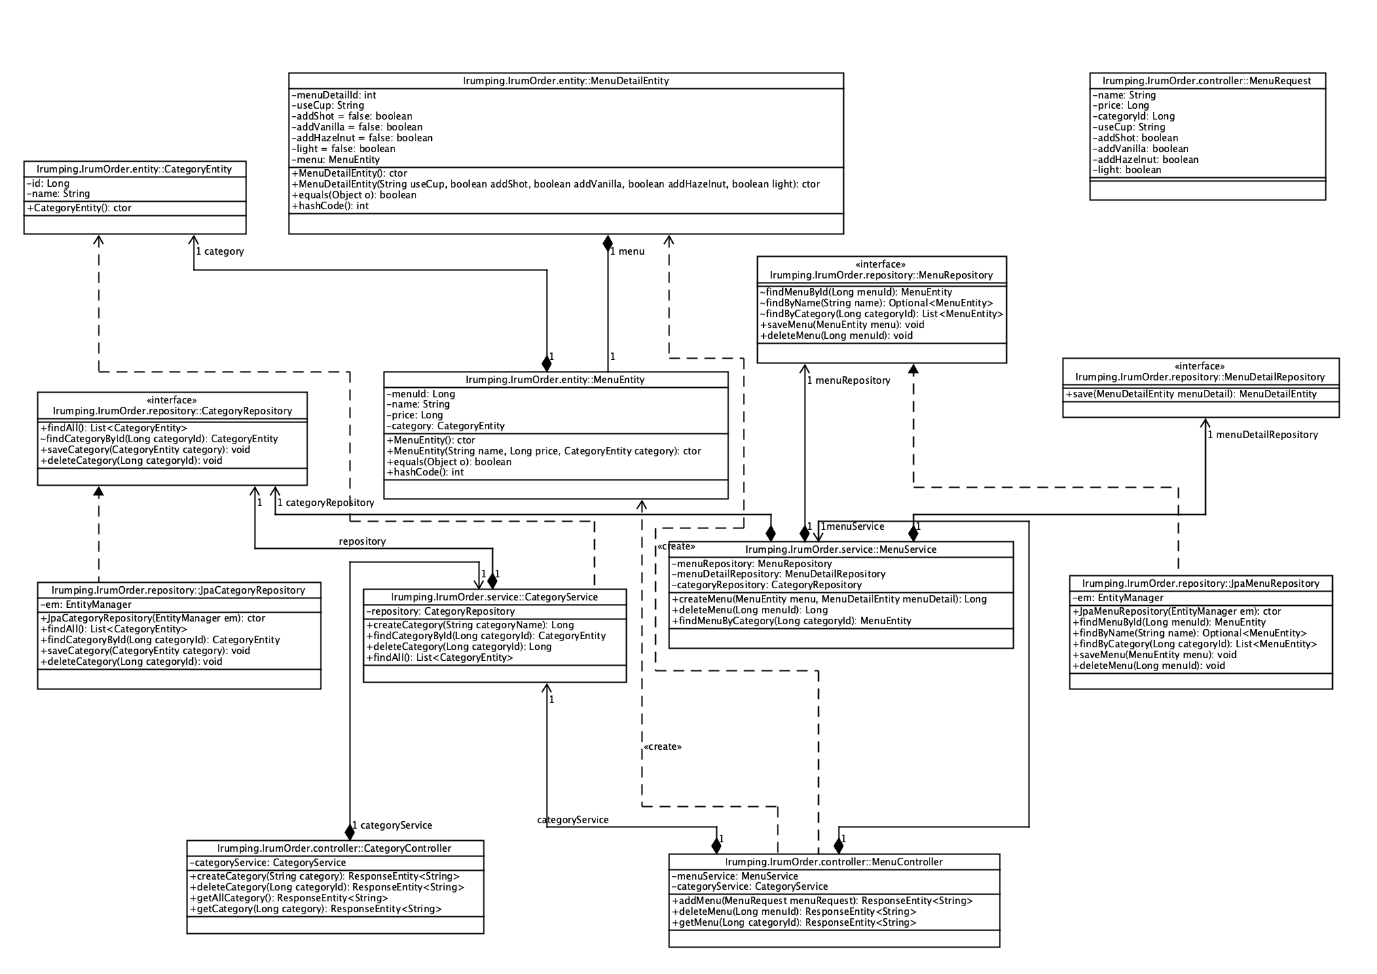 Irumping.IrumOrder.entity::MenuDetailEntity
-menuDetailId: int
-useCup: String
-addShot = false: boolean
-addVanilla = false: boolean
-addHazelnut = false: boolean
-light = false: boolean
-menu: MenuEntity
+MenuDetailEntity(): ctor
+MenuDetailEntity(String useCup, boolean addShot, boolean addVanilla, boolean addHazelnut, boolean light): ctor
+equals(Object o): boolean
+hashCode(): int
Irumping.IrumOrder.controller::MenuRequest
-name: String
-price: Long
-categoryId: Long
-useCup: String
-addShot: boolean
-addVanilla: boolean
-addHazelnut: boolean
-light: boolean
Irumping.IrumOrder.entity::CategoryEntity
-id: Long
-name: String
+CategoryEntity(): ctor
1 category
1 menu
«interface»
Irumping.IrumOrder.repository::MenuRepository
~findMenuById(Long menuId): MenuEntity
~findByName(String name): Optional<MenuEntity>
~findByCategory(Long categoryId): List<MenuEntity>
+saveMenu(MenuEntity menu): void
+deleteMenu(Long menuId): void
1
1
1 menuRepository
«interface»
Irumping.IrumOrder.repository::MenuDetailRepository
+save(MenuDetailEntity menuDetail): MenuDetailEntity
1 menuDetailRepository
Irumping.IrumOrder.entity::MenuEntity
-menuId: Long
-name: String
-price: Long
-category: CategoryEntity
+MenuEntity(): ctor
+MenuEntity(String name, Long price, CategoryEntity category): ctor
+equals(Object o): boolean
+hashCode(): int
«interface»
Irumping.IrumOrder.repository::CategoryRepository
+findAll(): List<CategoryEntity>
~findCategoryById(Long categoryId): CategoryEntity
+saveCategory(CategoryEntity category): void
+deleteCategory(Long categoryId): void
1
1 categoryRepository
repository
1
1menuService
1
«create»
Irumping.IrumOrder.service::MenuService
-menuRepository: MenuRepository
-menuDetailRepository: MenuDetailRepository
-categoryRepository: CategoryRepository
+createMenu(MenuEntity menu, MenuDetailEntity menuDetail): Long
+deleteMenu(Long menuId): Long
+findMenuByCategory(Long categoryId): MenuEntity
Irumping.IrumOrder.repository::JpaCategoryRepository
-em: EntityManager
+JpaCategoryRepository(EntityManager em): ctor
+findAll(): List<CategoryEntity>
+findCategoryById(Long categoryId): CategoryEntity
+saveCategory(CategoryEntity category): void
+deleteCategory(Long categoryId): void
1
1
Irumping.IrumOrder.service::CategoryService
-repository: CategoryRepository
+createCategory(String categoryName): Long
+findCategoryById(Long categoryId): CategoryEntity
+deleteCategory(Long categoryId): Long
+findAll(): List<CategoryEntity>
Irumping.IrumOrder.repository::JpaMenuRepository
-em: EntityManager
+JpaMenuRepository(EntityManager em): ctor
+findMenuById(Long menuId): MenuEntity
+findByName(String name): Optional<MenuEntity>
+findByCategory(Long categoryId): List<MenuEntity>
+saveMenu(MenuEntity menu): void
+deleteMenu(Long menuId): void
1
«create»
1 categoryService
categoryService
1
1
Irumping.IrumOrder.controller::CategoryController
-categoryService: CategoryService
+createCategory(String category): ResponseEntity<String>
+deleteCategory(Long categoryId): ResponseEntity<String>
+getAllCategory(): ResponseEntity<String>
+getCategory(Long category): ResponseEntity<String>
Irumping.IrumOrder.controller::MenuController
-menuService: MenuService
-categoryService: CategoryService
+addMenu(MenuRequest menuRequest): ResponseEntity<String>
+deleteMenu(Long menuId): ResponseEntity<String>
+getMenu(Long categoryId): ResponseEntity<String>